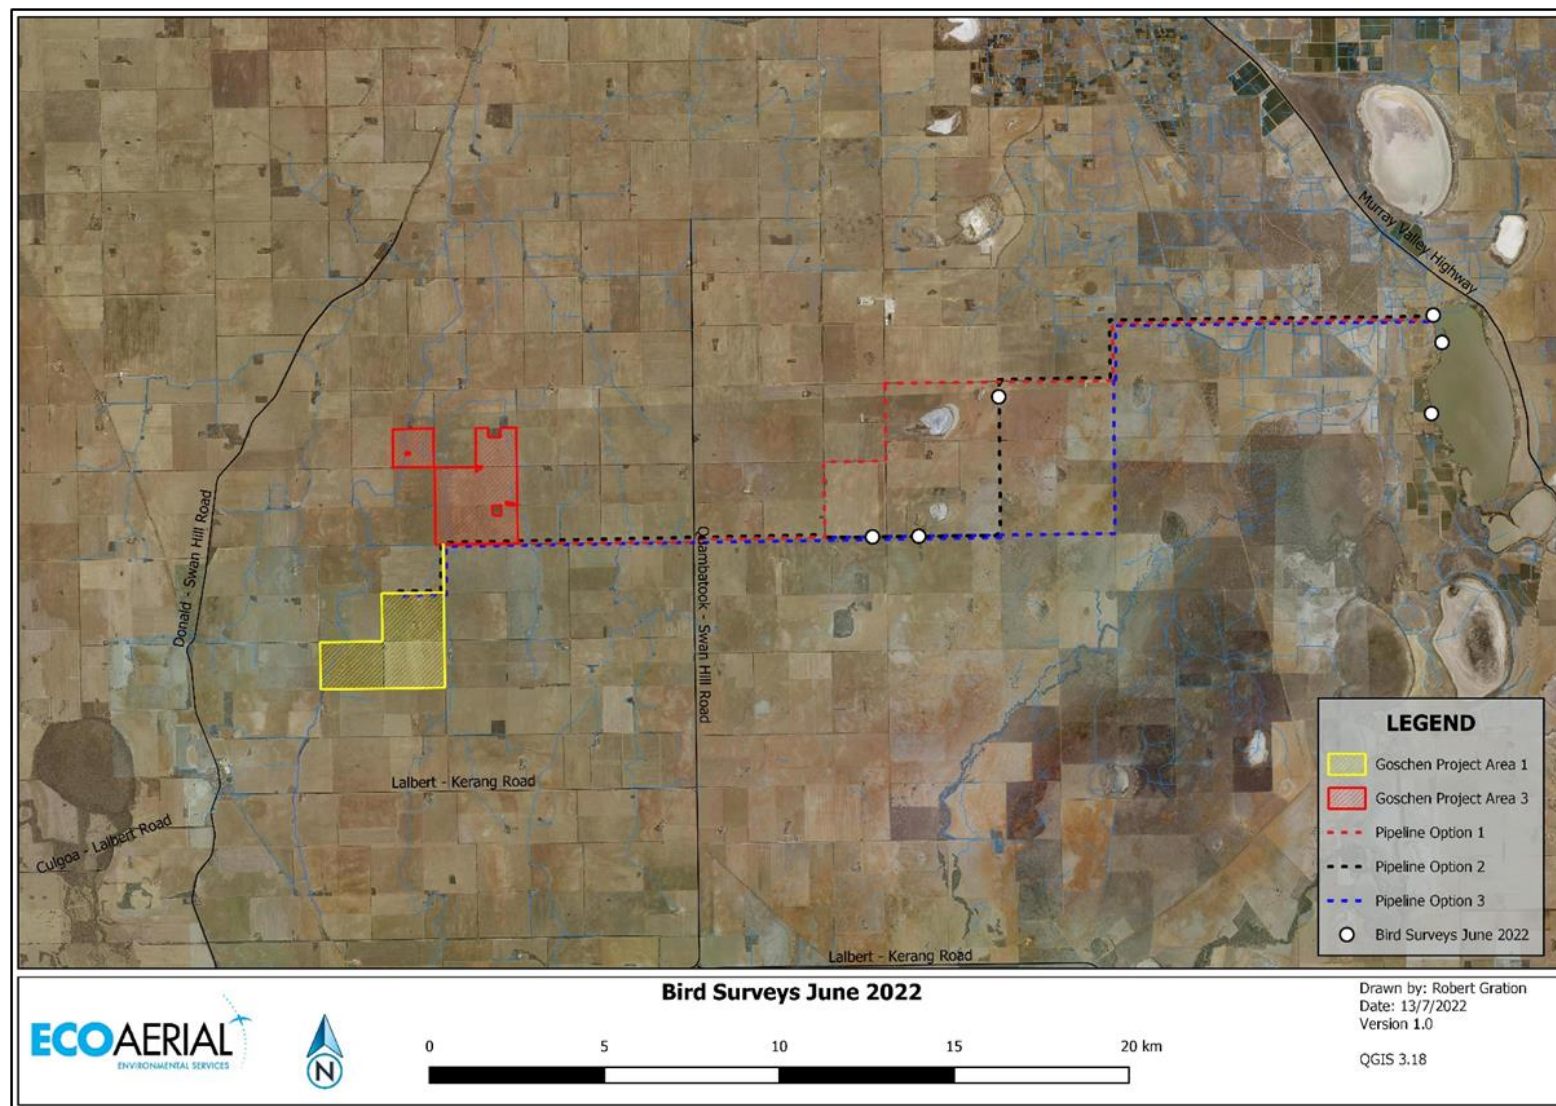 Murray Valley Highway
Donald - Swan Hill Road
Quambatook - Swan Hill Road
Lalbert - Kerang Road
Culgoa - Lalbert Road
Lalbert - Kerang Road
LEGEND
Goschen Project Area 1
Goschen Project Area 3
Pipeline Option 1
Pipeline Option 2
Pipeline Option 3
Bird Surveys June 2022
ECOAERIAL
ENVIRONMENTAL SERVICES
N
Bird Surveys June 2022
0 5 10 15 20 km
Drawn by: Robert Gration
Date: 13/7/2022
Version 1.0
QGIS 3.18